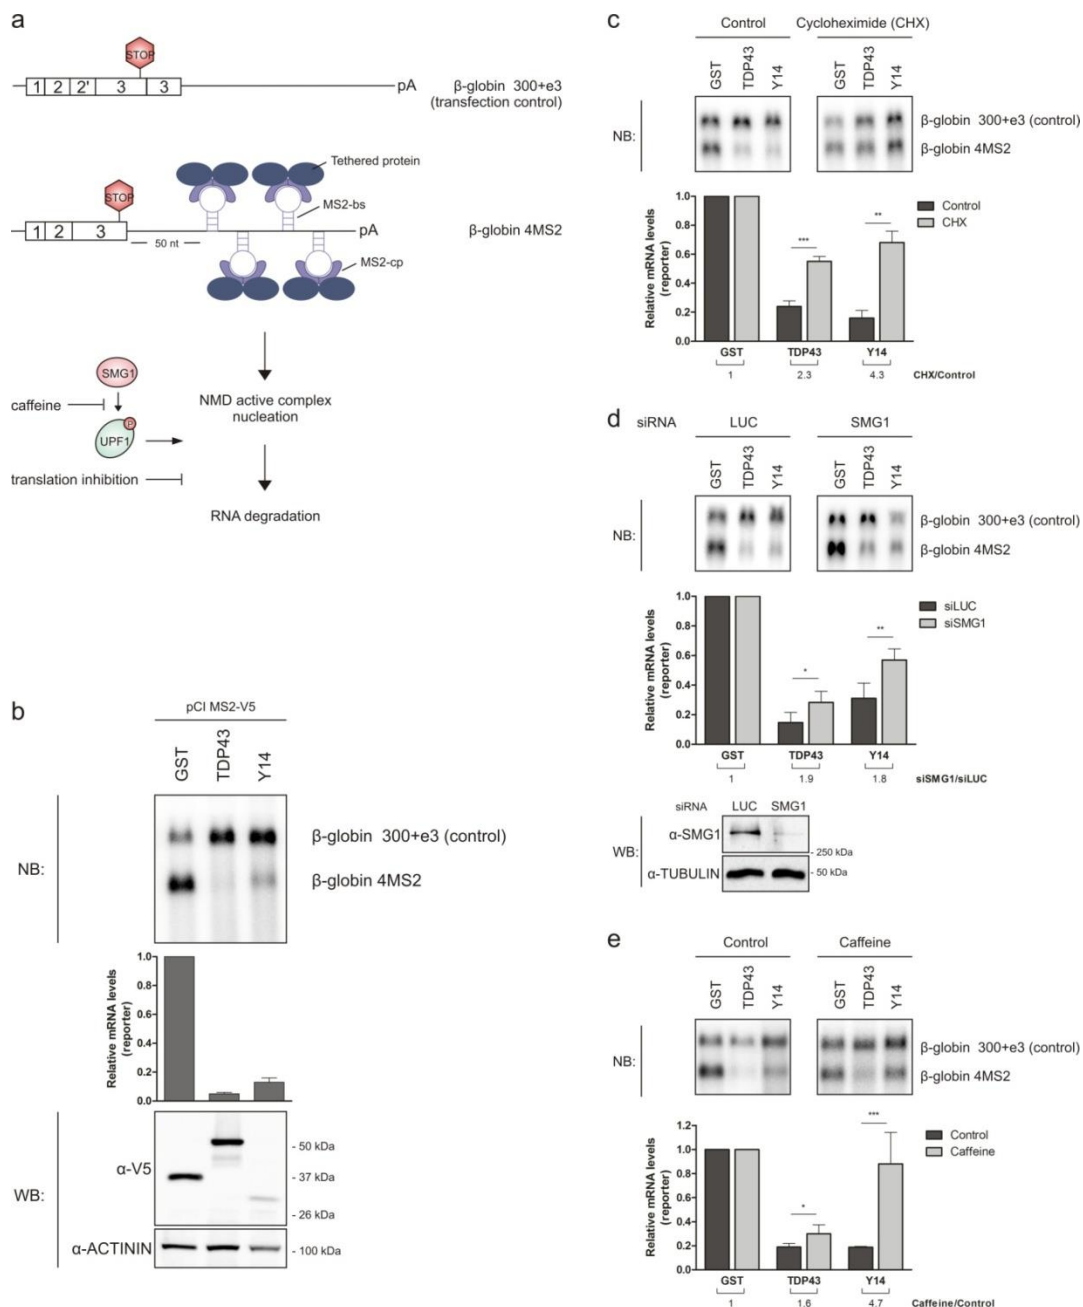 a
STOP
1 2 2' 3 3
pA
β-globin 300+e3
(transfection control)
Tethered protein
STOP
MS2-bs
1 2 3
pA
β-globin 4MS2
50 nt
MS2-cp
SMG1
caffeine
NMD active complex
nucleation
P
UPF1
translation inhibition
RNA degradation
b
pCI MS2-V5
GST
TDP43
Y14
NB:
β-globin 300+e3 (control)
β-globin 4MS2
Relative mRNA levels
(reporter)
1.0
0.8
0.6
0.4
0.2
0.0
WB:
α-V5
- 50 kDa
- 37 kDa
- 26 kDa
α-ACTININ
- 100 kDa
c
Control Cycloheximide (CHX)
GST TDP43 Y14 GST TDP43 Y14
NB:
β-globin 300+e3 (control)
β-globin 4MS2
Relative mRNA levels
(reporter)
1.0
0.8
0.6
0.4
0.2
0.0
Control
CHX
***
**
GST TDP43 Y14
1 2.3 4.3 CHX/Control
d
siRNA LUC SMG1
GST TDP43 Y14 GST TDP43 Y14
NB:
β-globin 300+e3 (control)
β-globin 4MS2
Relative mRNA levels
(reporter)
1.0
0.8
0.6
0.4
0.2
0.0
siLUC
siSMG1
*
**
GST TDP43 Y14
1 1.9 1.8 siSMG1/siLUC
siRNA LUC SMG1
WB:
α-SMG1
- 250 kDa
α-TUBULIN
- 50 kDa
e
Control Caffeine
GST TDP43 Y14 GST TDP43 Y14
NB:
β-globin 300+e3 (control)
β-globin 4MS2
Relative mRNA levels
(reporter)
1.2
1.0
0.8
0.6
0.4
0.2
0.0
Control
Caffeine
*
***
GST TDP43 Y14
1 1.6 4.7 Caffeine/Control